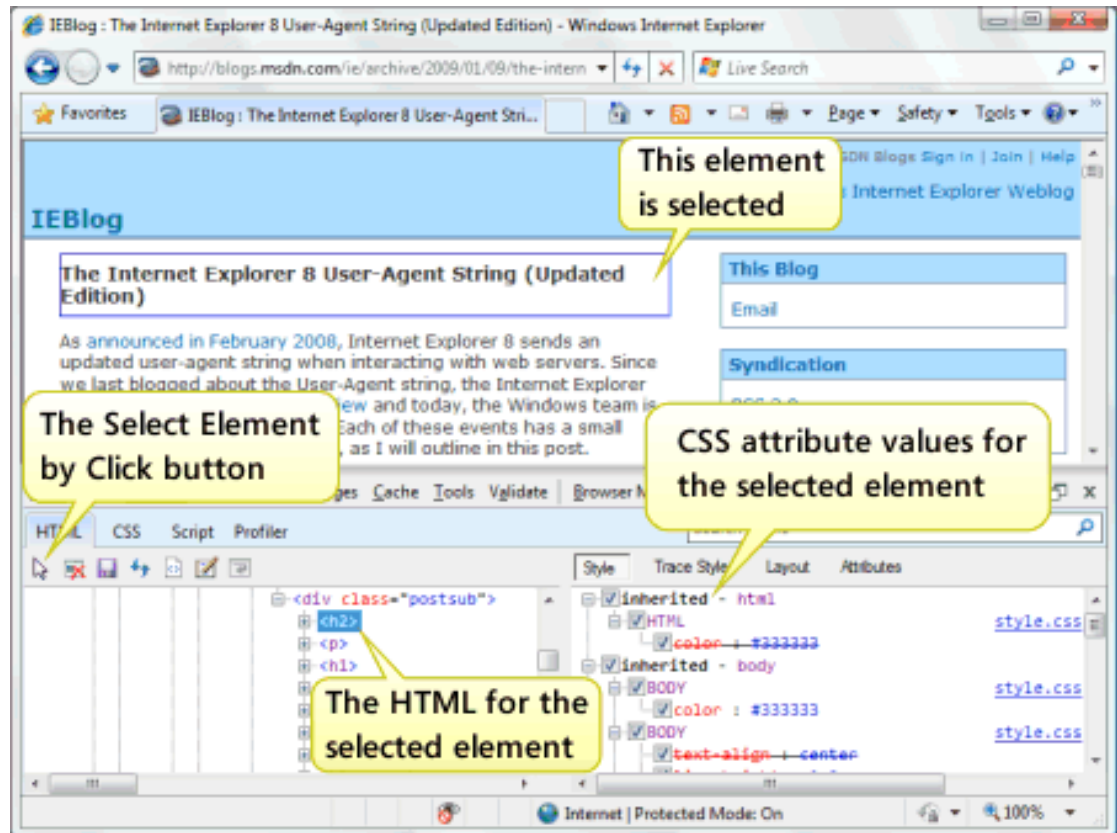 IEBlog : The Internet Explorer 8 User-Agent String (Updated Edition) - Windows Internet Explorer
http://blogs.msdn.com/ie/archive/2009/01/09/the-intern
Live Search
Favorites
IEBlog : The Internet Explorer 8 User-Agent Stri...
Page
Safety
Tools
This element
is selected
Blogs Sign In | Join | Help
Internet Explorer Weblog
IEBlog
The Internet Explorer 8 User-Agent String (Updated
Edition)
This Blog
Email
As announced in February 2008, Internet Explorer 8 sends an
updated user-agent string when interacting with web servers. Since
we last blogged about the User-Agent string, the Internet Explorer
and today, the Windows team is
Each of these events has a small
, as I will outline in this post.
Syndication
The Select Element
by Click button
CSS attribute values for
the selected element
Cache Tools Validate
HTML CSS Script Profiler
Style Trace Style Layout Attributes
<div class="postsub">
<h2>
<p>
<h1>
The HTML for the
selected element
inherited - html
HTML style.css
color : #333333
inherited - body
BODY style.css
color : #333333
BODY style.css
text-align : center
Internet | Protected Mode: On
100%